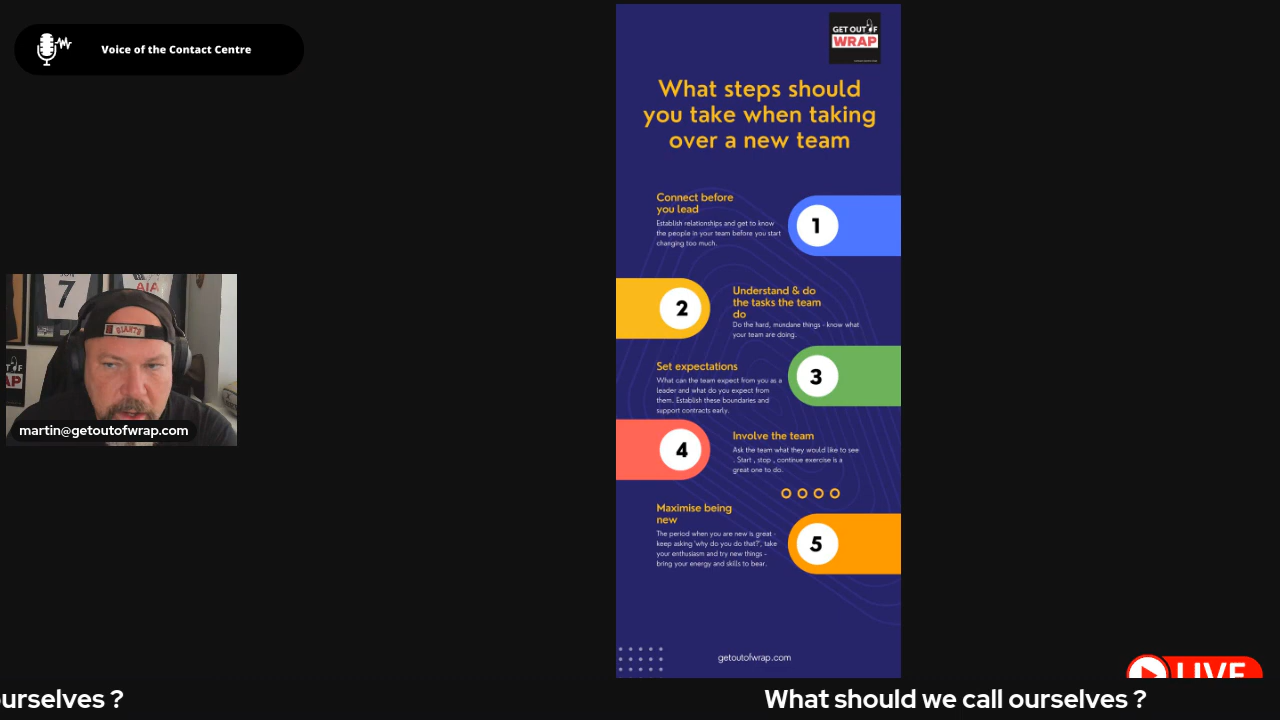 Voice of the Contact Centre
GET OUT OF
WRAP
What steps should
you take when taking
over a new team
Connect before
you lead
Establish relationships and get to know
the people in your team before you start
changing too much.
1
2
Understand & do
the tasks the team
do
Do the hard, mundane things - know what
your team are doing.
Set expectations
What can the team expect from you as a
leader and what do you expect from
them. Establish these boundaries and
support contracts early.
3
4
Involve the team
Ask the team what they would like to see
. Start , stop , continue exercise is a
great one to do.
Maximise being
new
The period when you are new is great -
keep asking 'why do you do that?', take
your enthusiasm and try new things -
bring your energy and skills to bear.
5
getoutofwrap.com
7
AIA
GIANTS
AP
martin@getoutofwrap.com
LIVE
ourselves ?
What should we call ourselves ?